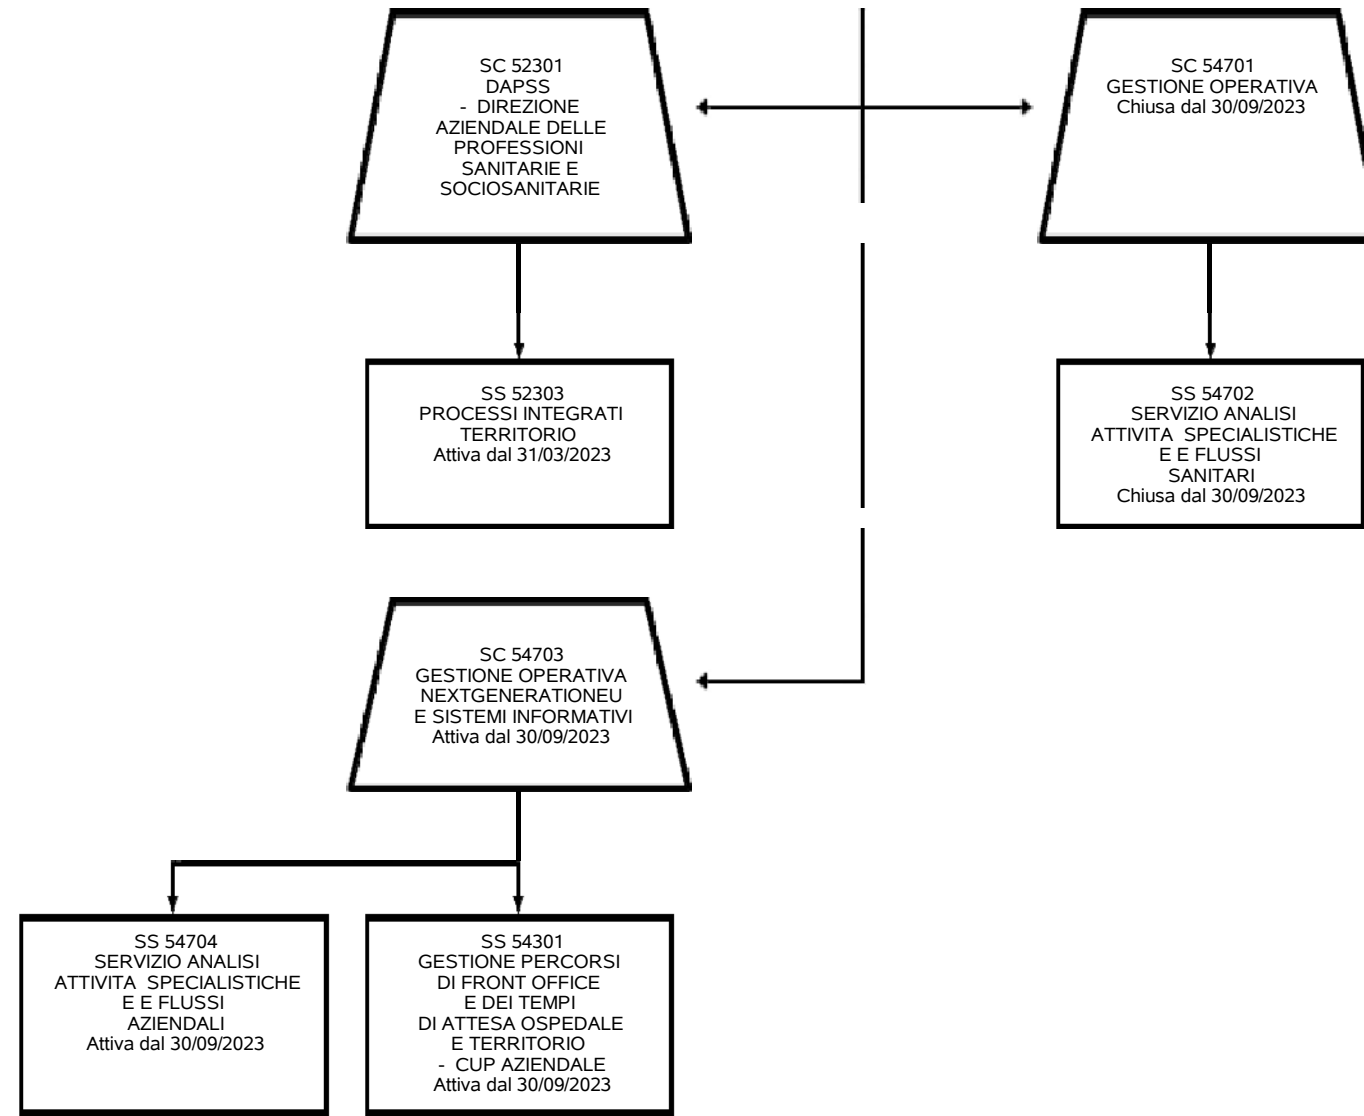 SC 52301
DAPSS
- DIREZIONE
AZIENDALE DELLE
PROFESSIONI
SANITARIE E
SOCIOSANITARIE
SC 54701
GESTIONE OPERATIVA
Chiusa dal 30/09/2023
SS 52303
PROCESSI INTEGRATI
TERRITORIO
Attiva dal 31/03/2023
SS 54702
SERVIZIO ANALISI
ATTIVITA SPECIALISTICHE
E E FLUSSI
SANITARI
Chiusa dal 30/09/2023
SC 54703
GESTIONE OPERATIVA
NEXTGENERATIONEU
E SISTEMI INFORMATIVI
Attiva dal 30/09/2023
SS 54704
SERVIZIO ANALISI
ATTIVITA SPECIALISTICHE
E E FLUSSI
AZIENDALI
Attiva dal 30/09/2023
SS 54301
GESTIONE PERCORSI
DI FRONT OFFICE
E DEI TEMPI
DI ATTESA OSPEDALE
E TERRITORIO
- CUP AZIENDALE
Attiva dal 30/09/2023